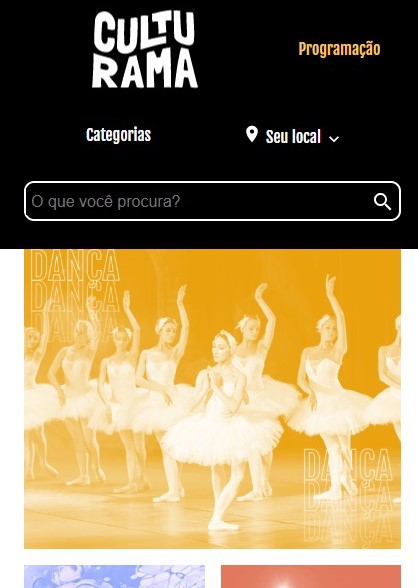 CULTU
RAMA
Programação
Categorias
Seu local
O que você procura?
DANÇA
DANÇA
DANÇA
DANÇA
DANÇA
DANÇA